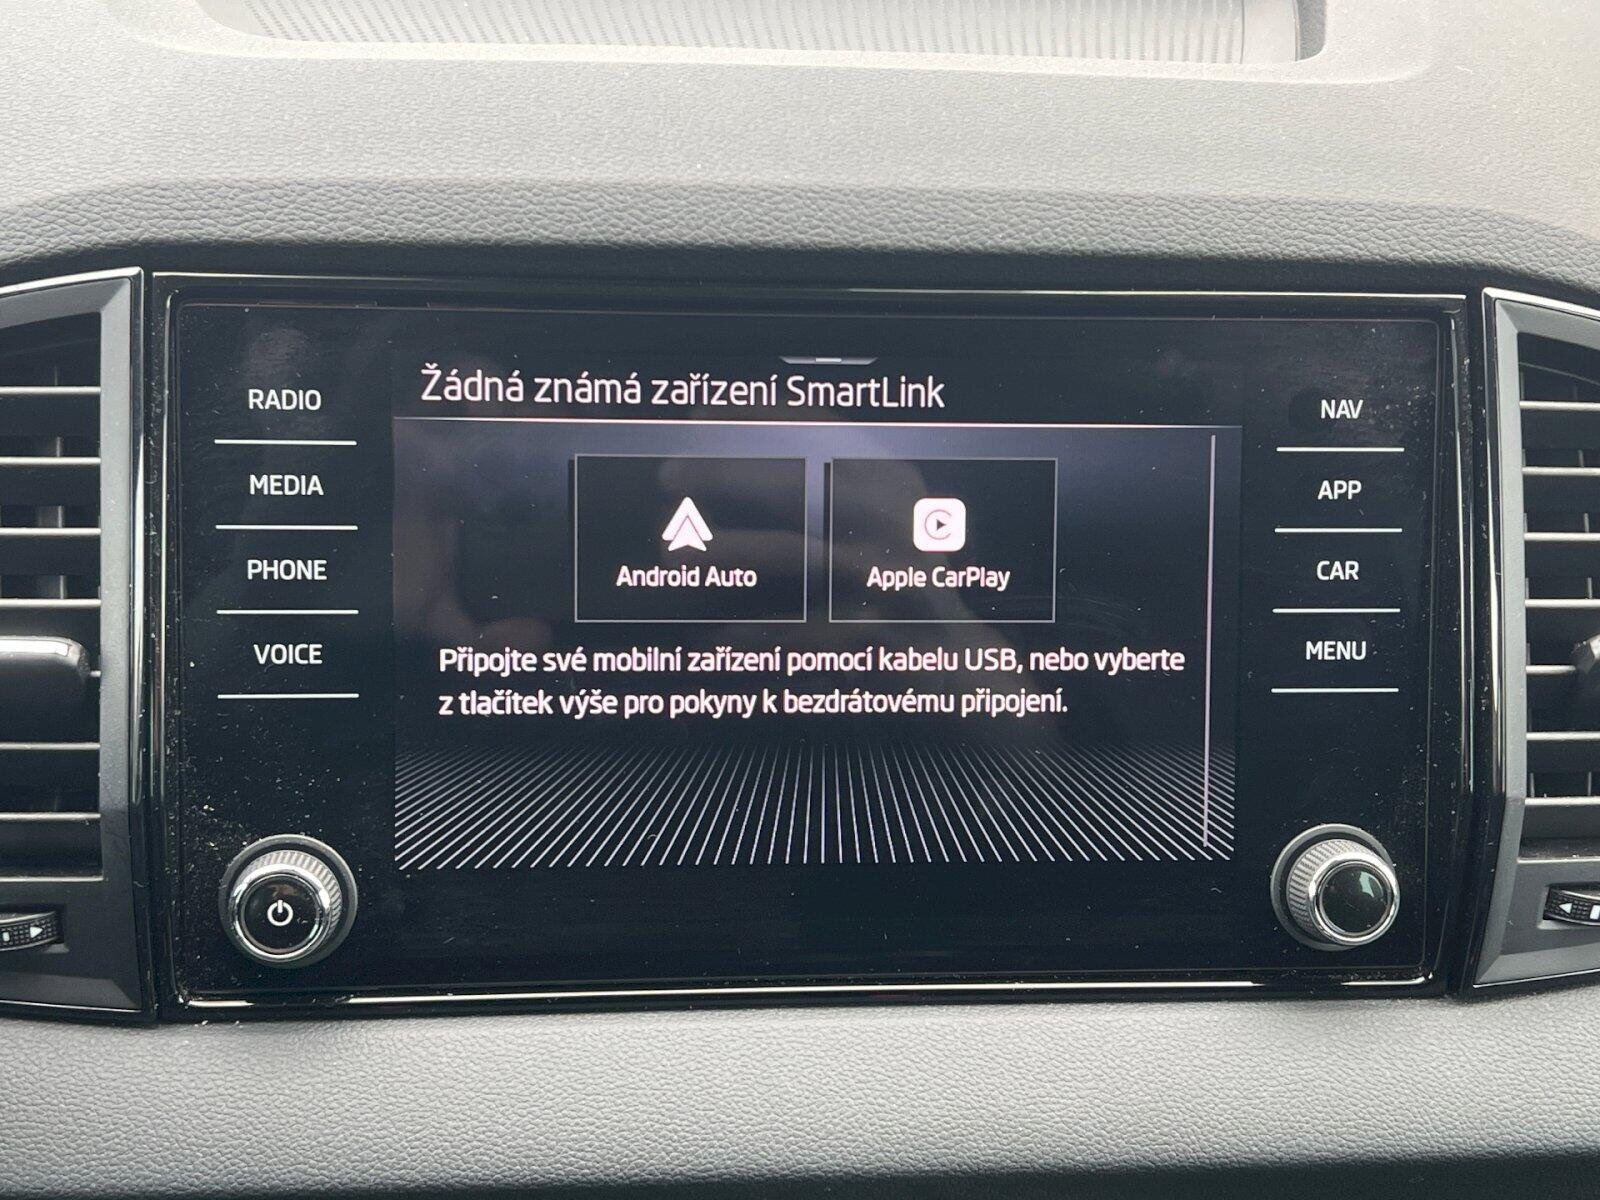 Žádná známá zařízení SmartLink
RADIO
MEDIA
PHONE
VOICE
Android Auto
Apple CarPlay
Připojte své mobilní zařízení pomocí kabelu USB, nebo vyberte
z tlačítek výše pro pokyny k bezdrátovému připojení.
NAV
APP
CAR
MENU